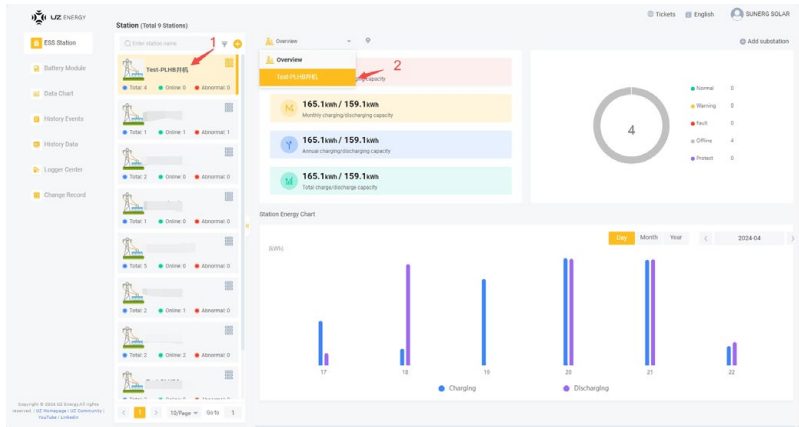 UZ ENERGY
Tickets
English
SUNERG SOLAR
Station (Total 9 Stations)
Enter station name
1
Overview
Add substation
ESS Station
Battery Module
Data Chart
History Events
History Data
Logger Center
Change Record
Test-PLHB并机
Total: 4 Online: 0 Abnormal: 0
Total: 1 Online: 1 Abnormal: 1
Total: 2 Online: 0 Abnormal: 0
Total: 1 Online: 0 Abnormal: 0
Total: 5 Online: 0 Abnormal: 0
Total: 2 Online: 1 Abnormal: 0
Total: 2 Online: 2 Abnormal: 0
10/Page
Go to 1
Overview
Test-PLHB并机
2
capacity
165.1kwh / 159.1kwh
Monthly charging/discharging capacity
165.1kwh / 159.1kwh
Annual charging/discharging capacity
165.1kwh / 159.1kwh
Total charge/discharge capacity
4
Normal 0
Warning 0
Fault 0
Offline 4
Protect 0
Station Energy Chart
Day Month Year
2024-04
(kWh)
17 18 19 20 21 22
Charging Discharging
Copyright © 2024 UZ Energy.All rights
reserved. | UZ Homepage | UZ Community |
YouTube | Linkedin